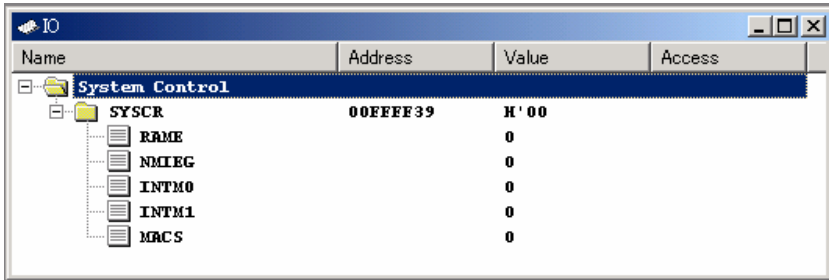 IO
Name Address Value Access
System Control
SYSCR 00FFFF39 H'00
RAME 0
NMIEG 0
INTM0 0
INTM1 0
MACS 0